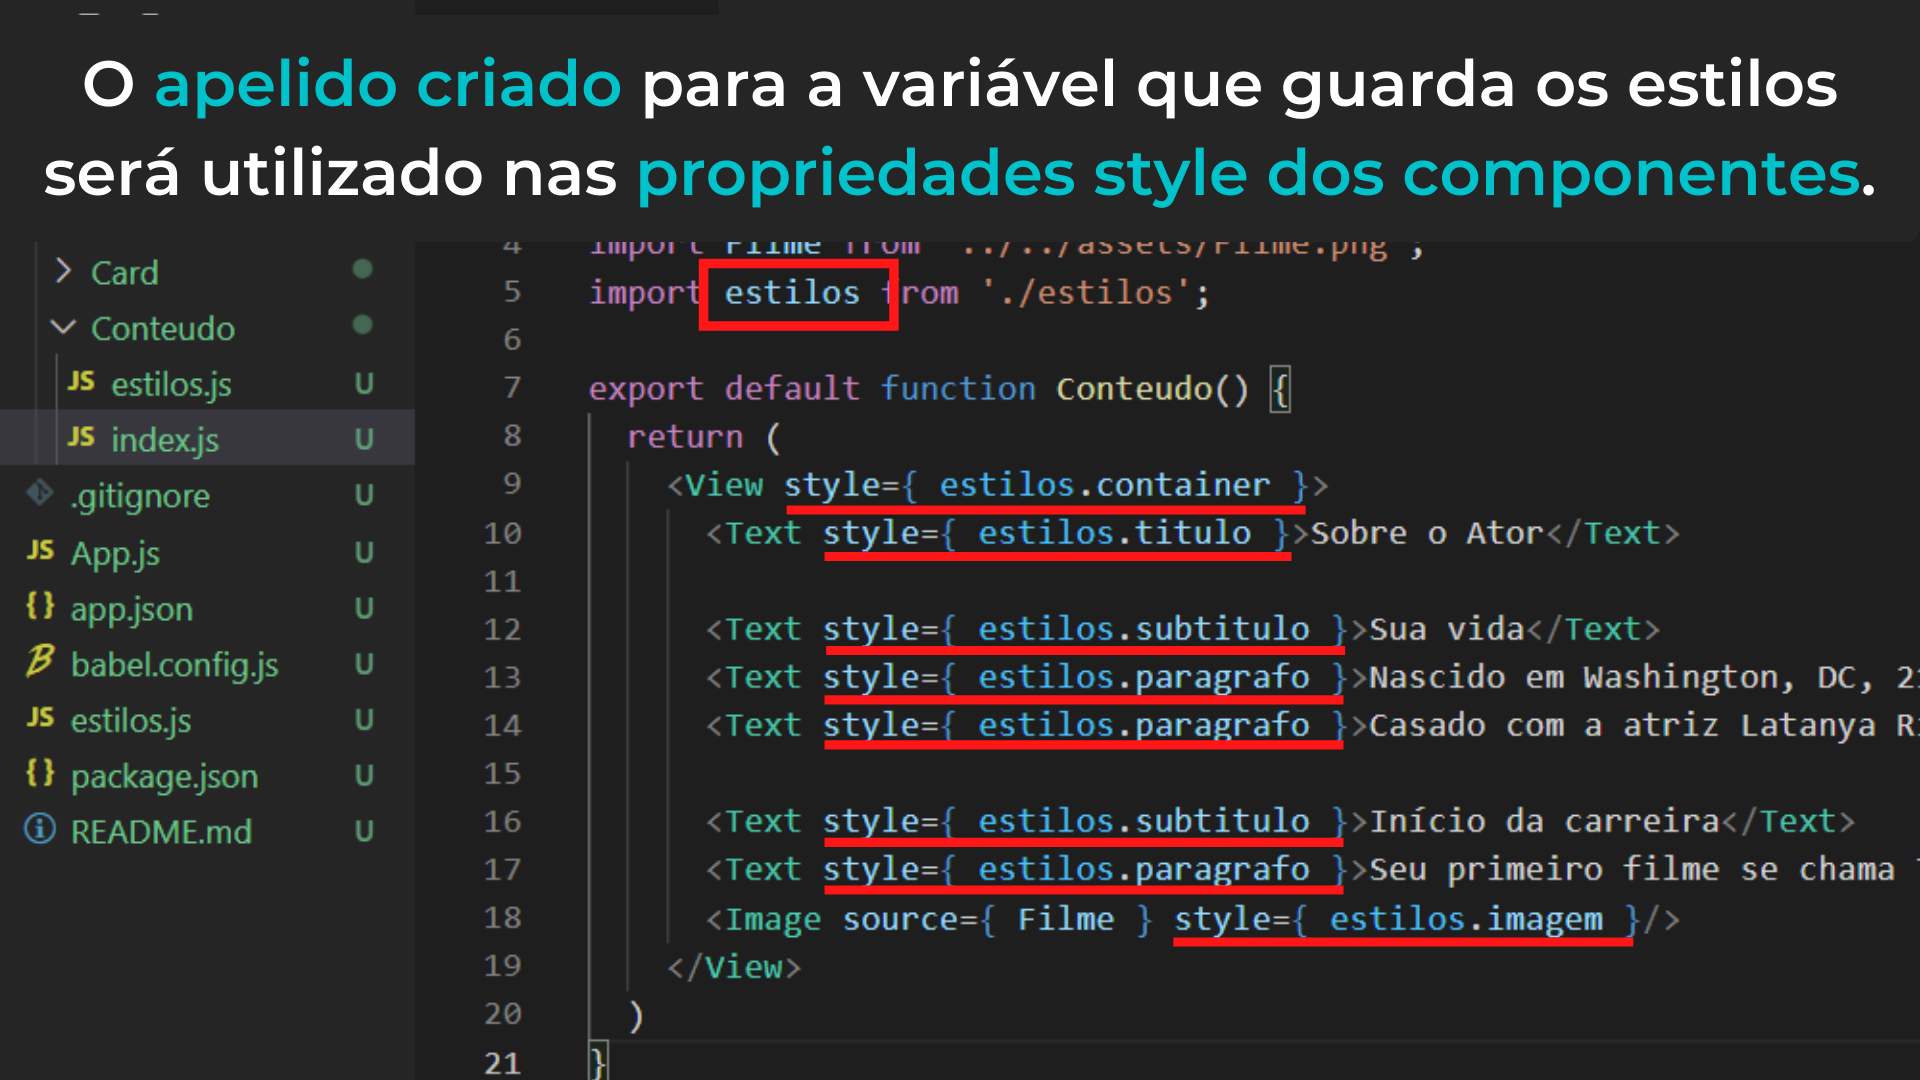 O apelido criado para a variável que guarda os estilos
será utilizado nas propriedades style dos componentes.
Card
Conteudo
JS estilos.js U
JS index.js U
.gitignore U
JS App.js U
{} app.json U
babel.config.js U
JS estilos.js U
{} package.json U
README.md U
4 import Filme from '../../assets/Filme.png';
5 import estilos from './estilos';
6
7 export default function Conteudo() {
8 return (
9 <View style={ estilos.container }>
10 <Text style={ estilos.titulo }>Sobre o Ator</Text>
11
12 <Text style={ estilos.subtitulo }>Sua vida</Text>
13 <Text style={ estilos.paragrafo }>Nascido em Washington, DC,
14 <Text style={ estilos.paragrafo }>Casado com a atriz Latanya
15
16 <Text style={ estilos.subtitulo }>Início da carreira</Text>
17 <Text style={ estilos.paragrafo }>Seu primeiro filme se chama
18 <Image source={ Filme } style={ estilos.imagem }/>
19 </View>
20 )
21 }